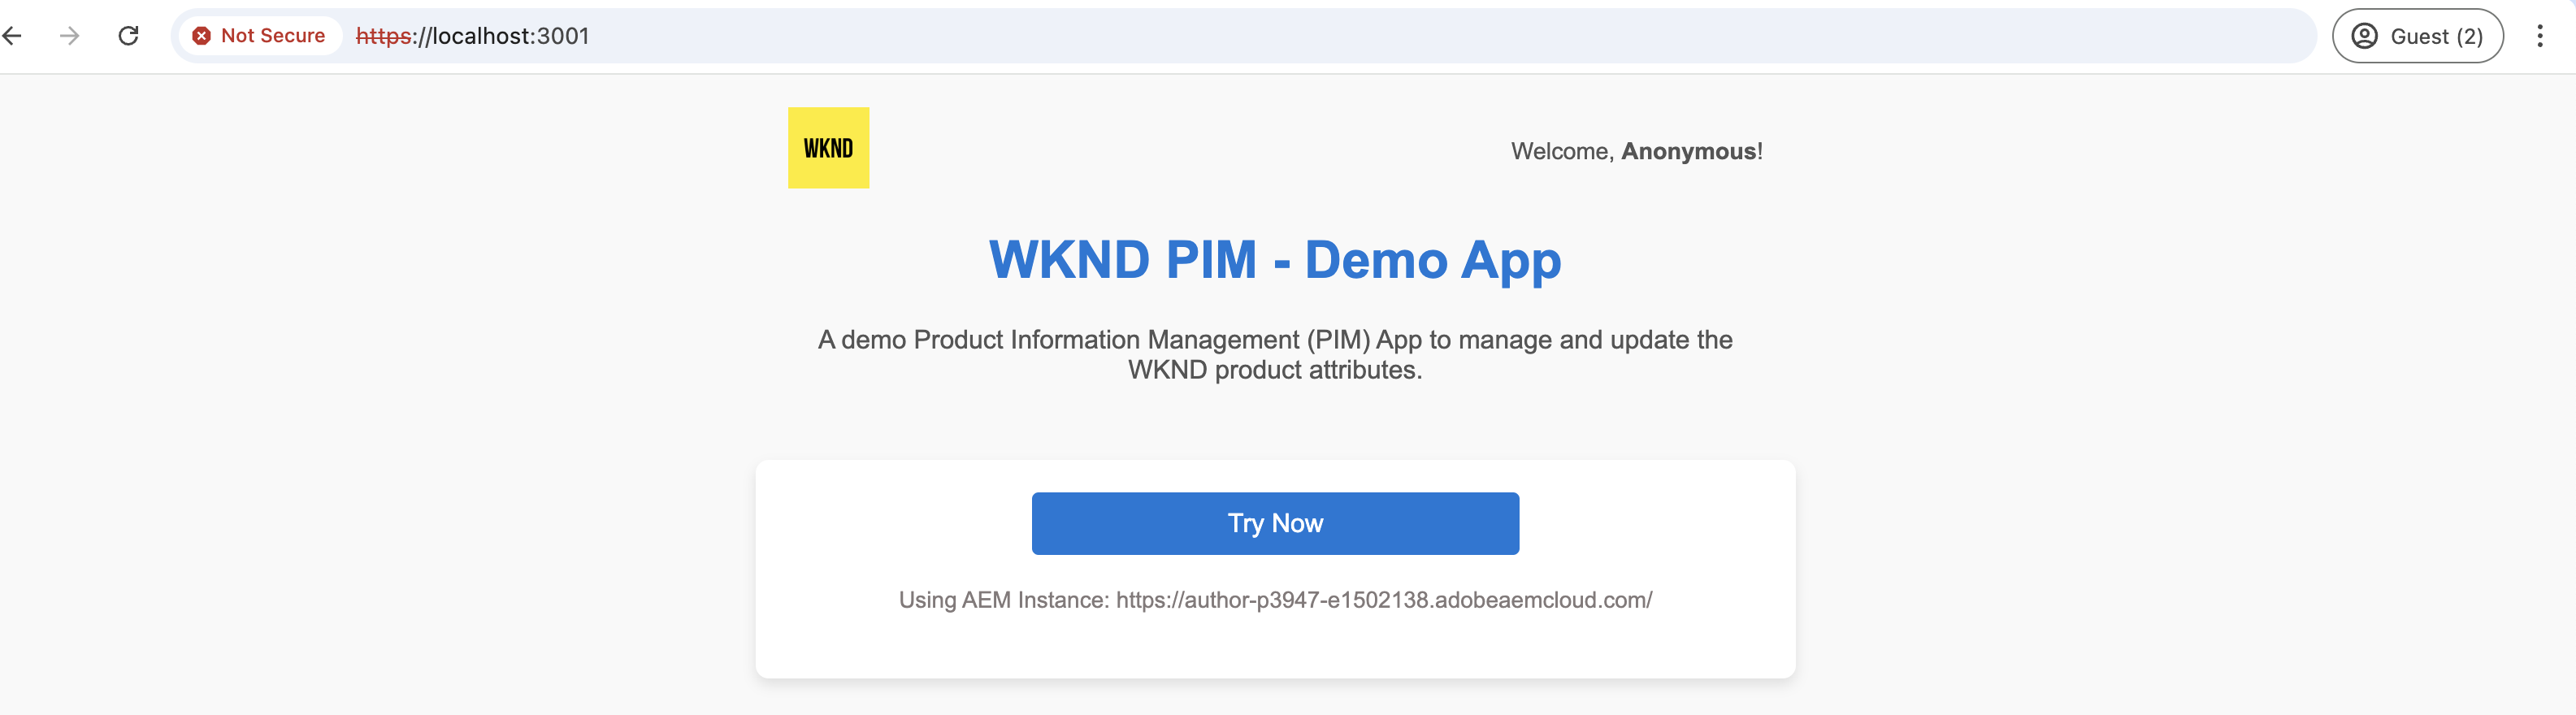 Not Secure https://localhost:3001 Guest (2)
WKND
Welcome, Anonymous!
WKND PIM - Demo App
A demo Product Information Management (PIM) App to manage and update the
WKND product attributes.
Try Now
Using AEM Instance: https://author-p3947-e1502138.adobeaemcloud.com/